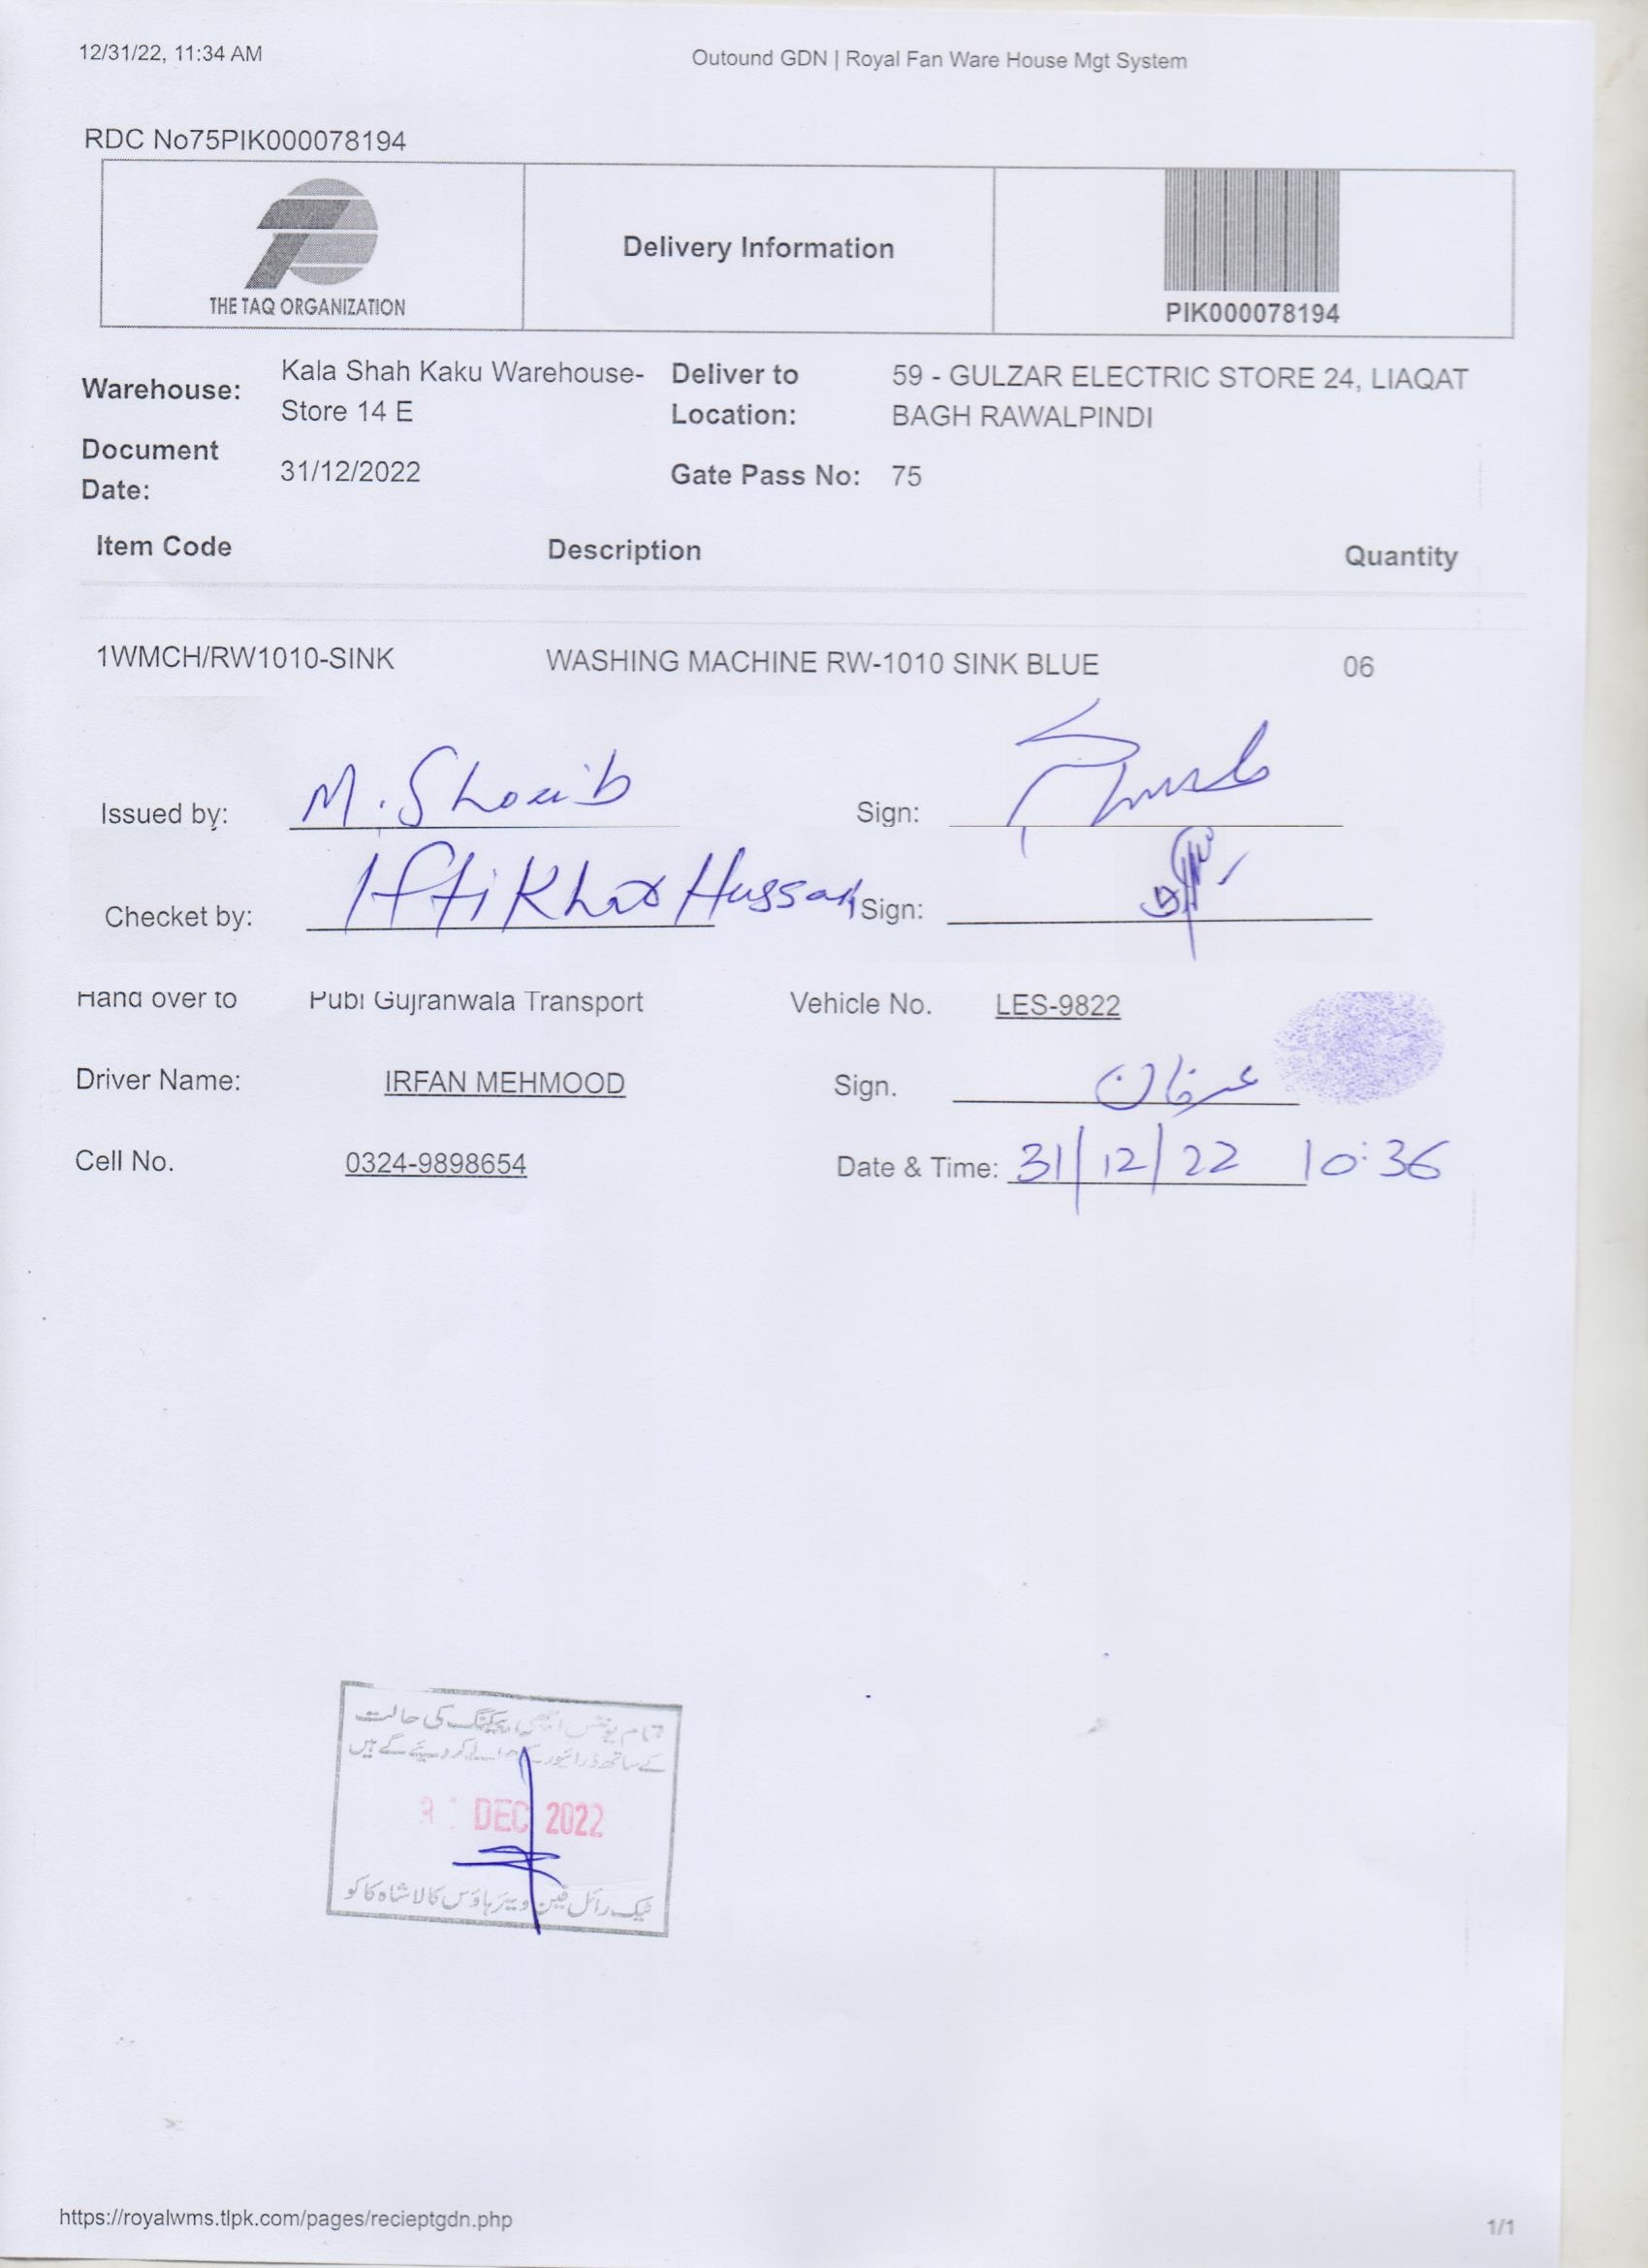 12/31/22, 11:34 AM Outound GDN | Royal Fan Ware House Mgt System
RDC No75PIK000078194
THE TAQ ORGANIZATION
Delivery Information
PIK000078194
Warehouse: Kala Shah Kaku Warehouse- Store 14 E
Deliver to Location: 59 - GULZAR ELECTRIC STORE 24, LIAQAT BAGH RAWALPINDI
Document Date: 31/12/2022
Gate Pass No: 75
Item Code Description Quantity
1WMCH/RW1010-SINK WASHING MACHINE RW-1010 SINK BLUE 06
Issued by: M. Shoaib Sign:
Checket by: Iftikhar Hussain Sign:
Hand over to Pubi Gujranwala Transport Vehicle No. LES-9822
Driver Name: IRFAN MEHMOOD Sign. عرفان
Cell No. 0324-9898654 Date & Time: 31/12/22 10:36
تمام یونٹس اچھی پیکنگ کی حالت
کے ساتھ ڈرائیور کے حوالے کر دیئے گے ہیں
DEC 2022
ٹیک رائل فین ویئر ہاؤس کالا شاہ کاکو
https://royalwms.tlpk.com/pages/recieptgdn.php 1/1